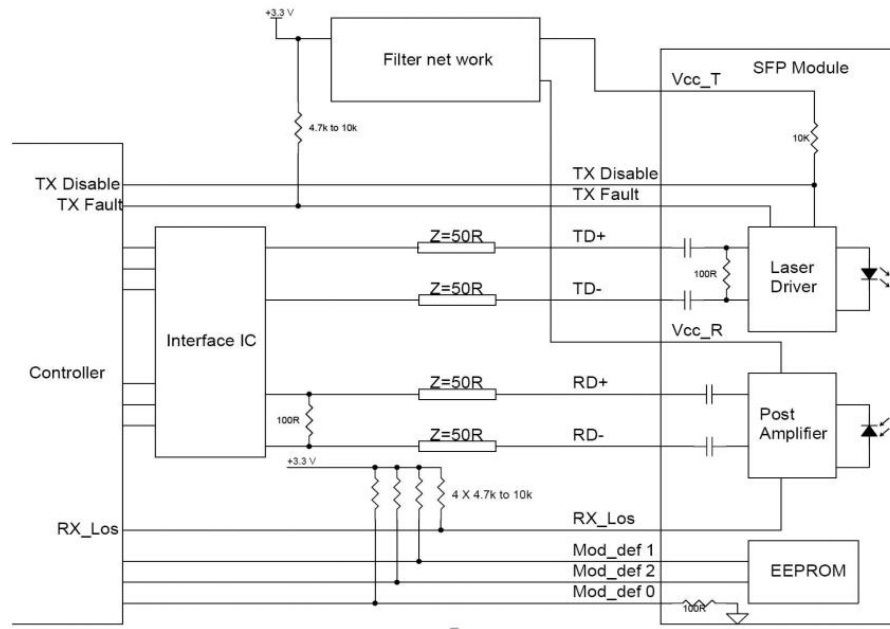 +3.3 V
Filter net work
SFP Module
Vcc_T
4.7k to 10k
10K
TX Disable
TX Disable
TX Fault
TX Fault
Z=50R
TD+
100R
Laser
Driver
Z=50R
TD-
Interface IC
Vcc_R
Controller
Z=50R
RD+
100R
Post
Amplifier
Z=50R
RD-
+3.3 V
4 X 4.7k to 10k
RX_Los
RX_Los
Mod_def 1
Mod_def 2
EEPROM
Mod_def 0
100R